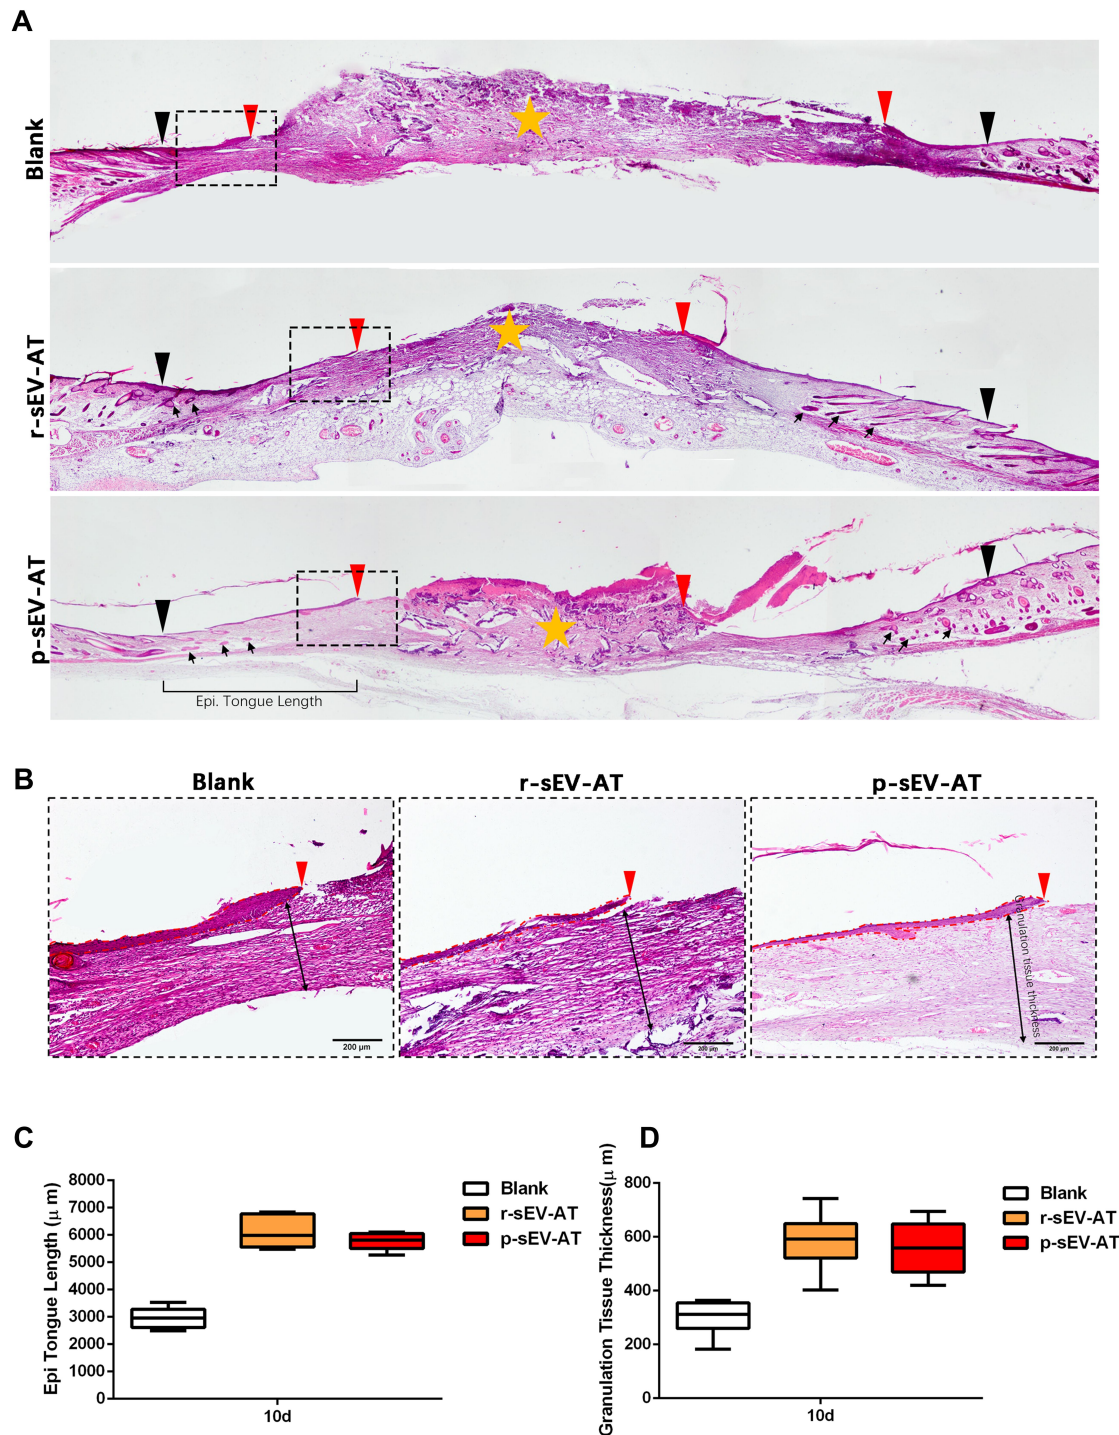 A
Blank
r-sEV-AT
p-sEV-AT
Epi. Tongue Length
B
Blank
r-sEV-AT
p-sEV-AT
Granulation tissue thickness
200 μm
200 μm
200 μm
C
D
Epi Tongue Length (μ m)
8000
7000
6000
5000
4000
3000
2000
1000
0
10d
Blank
r-sEV-AT
p-sEV-AT
Granulation Tissue Thickness(μ m)
800
600
400
200
0
10d
Blank
r-sEV-AT
p-sEV-AT